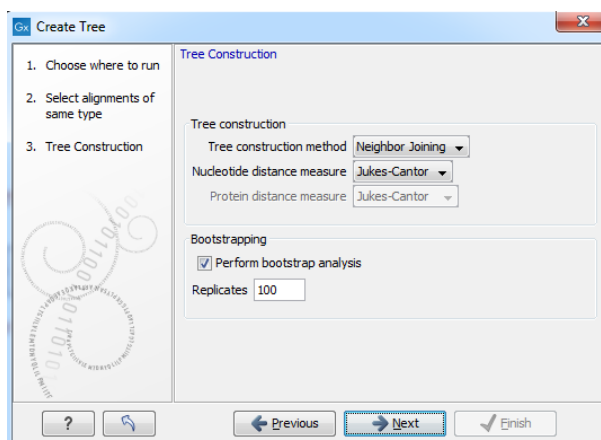 Gx Create Tree
X
1. Choose where to run
2. Select alignments of
same type
3. Tree Construction
Tree Construction
Tree construction
Tree construction method Neighbor Joining
Nucleotide distance measure Jukes-Cantor
Protein distance measure Jukes-Cantor
Bootstrapping
Perform bootstrap analysis
Replicates 100
? Previous Next Finish